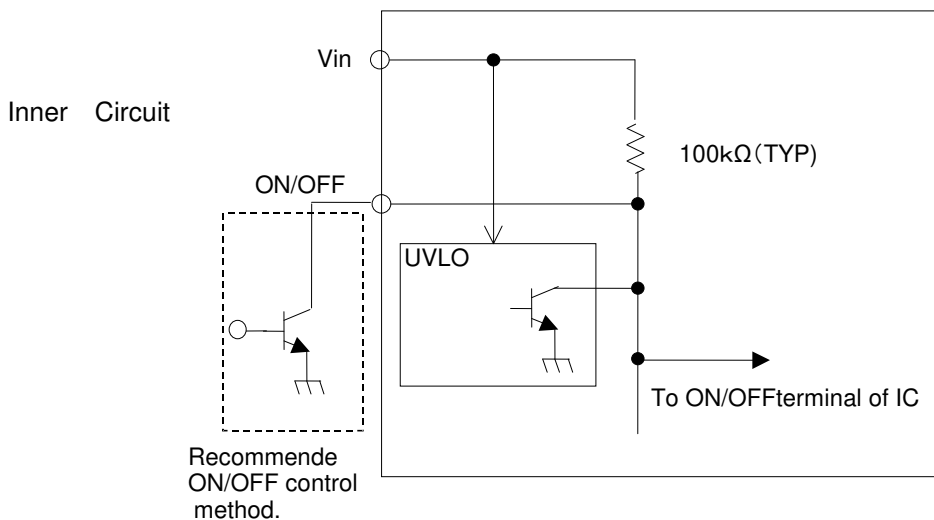 Vin
Inner Circuit
100kΩ(TYP)
ON/OFF
UVLO
To ON/OFFterminal of IC
Recommende
ON/OFF control
method.